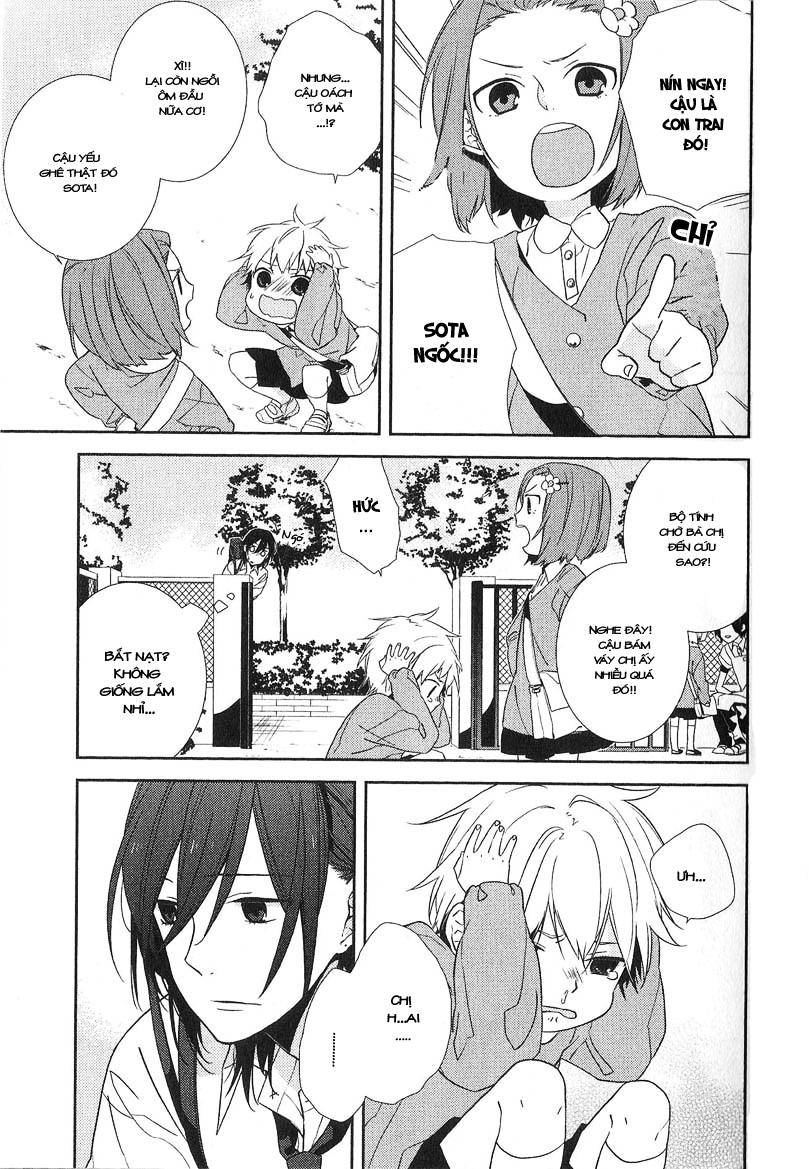 NÍN NGAY!
CẬU LÀ
CON TRAI
ĐÓ!
CHỈ
SOTA
NGỐC!!!
NHƯNG...
CẬU OÁCH
TỚ MÀ
...!?
XÌ!!
LẠI CÒN NGỒI
ÔM ĐẦU
NỮA CƠ!
CẬU YẾU
GHÊ THẬT ĐÓ
SOTA!
BỘ TÍNH
CHỜ BẢ CHỊ
ĐẾN CỨU
SAO?!
NGHE ĐÂY!
CẬU BÁM
VÁY CHỊ ẤY
NHIỀU QUÁ
ĐÓ!!
HỨC
...
NGÓ
BẮT NẠT?
KHÔNG
GIỐNG LẮM
NHỈ...
ƯH...
CHỊ
H...AI
.....
........